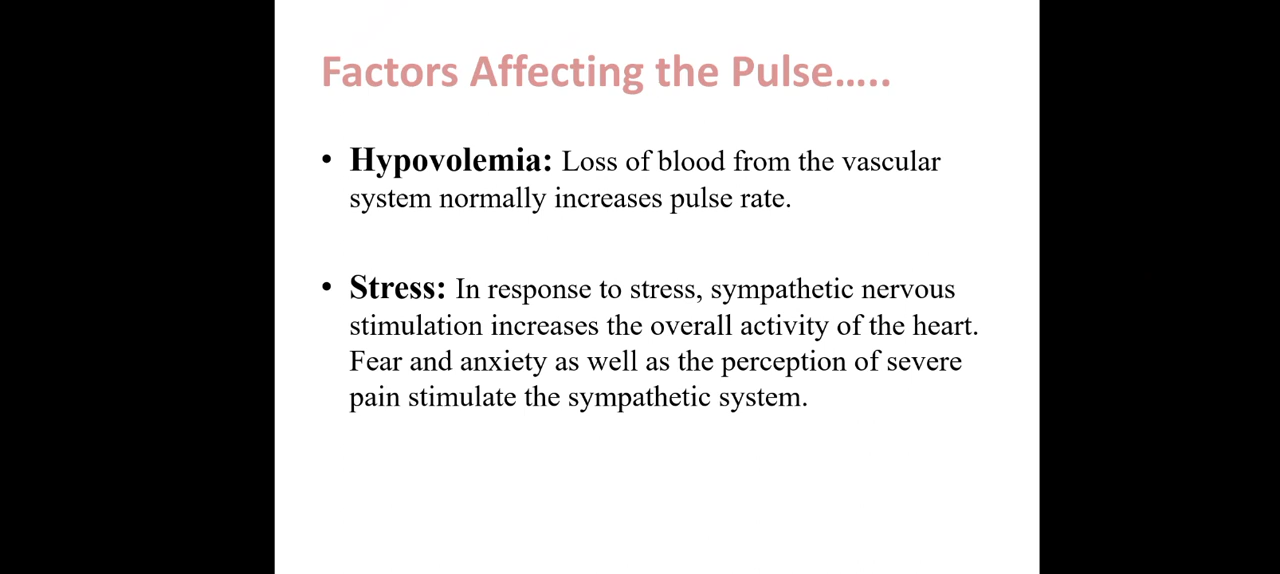 Factors Affecting the Pulse…..
• Hypovolemia: Loss of blood from the vascular
system normally increases pulse rate.
• Stress: In response to stress, sympathetic nervous
stimulation increases the overall activity of the heart.
Fear and anxiety as well as the perception of severe
pain stimulate the sympathetic system.